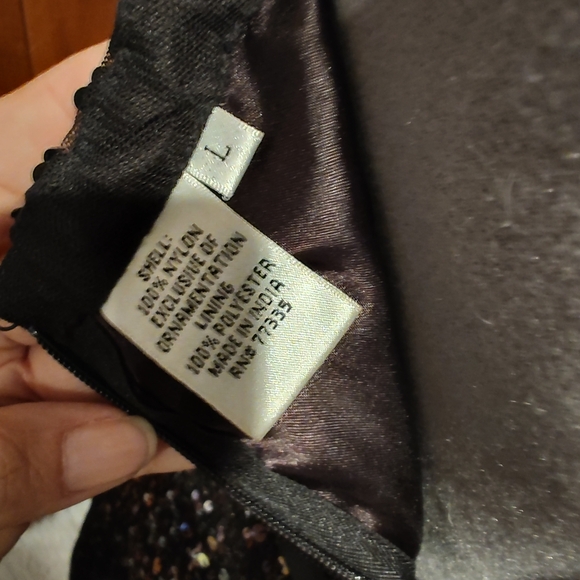 L
SHELL:
100% NYLON
EXCLUSIVE OF
ORNAMENTATION
LINING
100% POLYESTER
MADE IN INDIA
RN# 77335